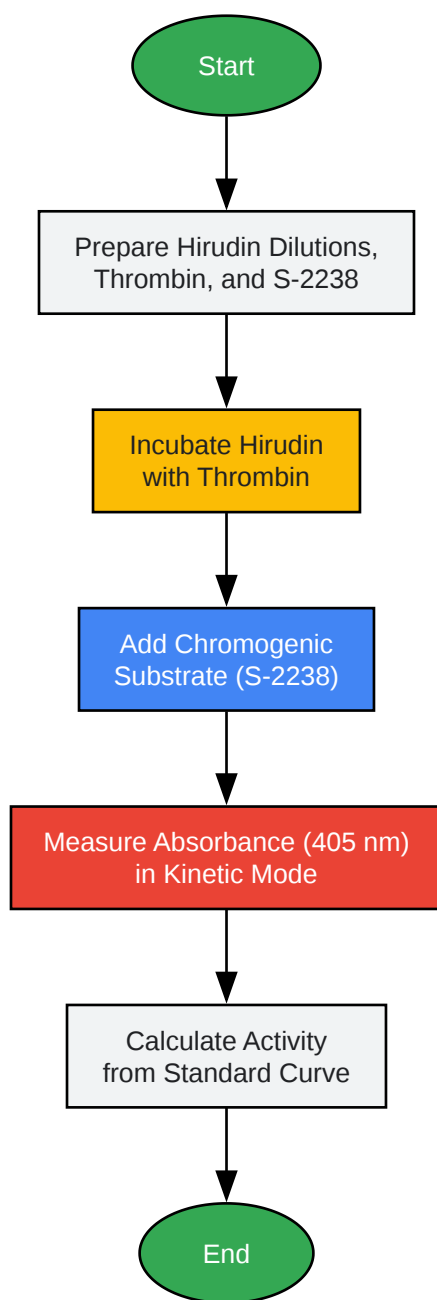 Start
Prepare Hirudin Dilutions,
Thrombin, and S-2238
Incubate Hirudin
with Thrombin
Add Chromogenic
Substrate (S-2238)
Measure Absorbance (405 nm)
in Kinetic Mode
Calculate Activity
from Standard Curve
End